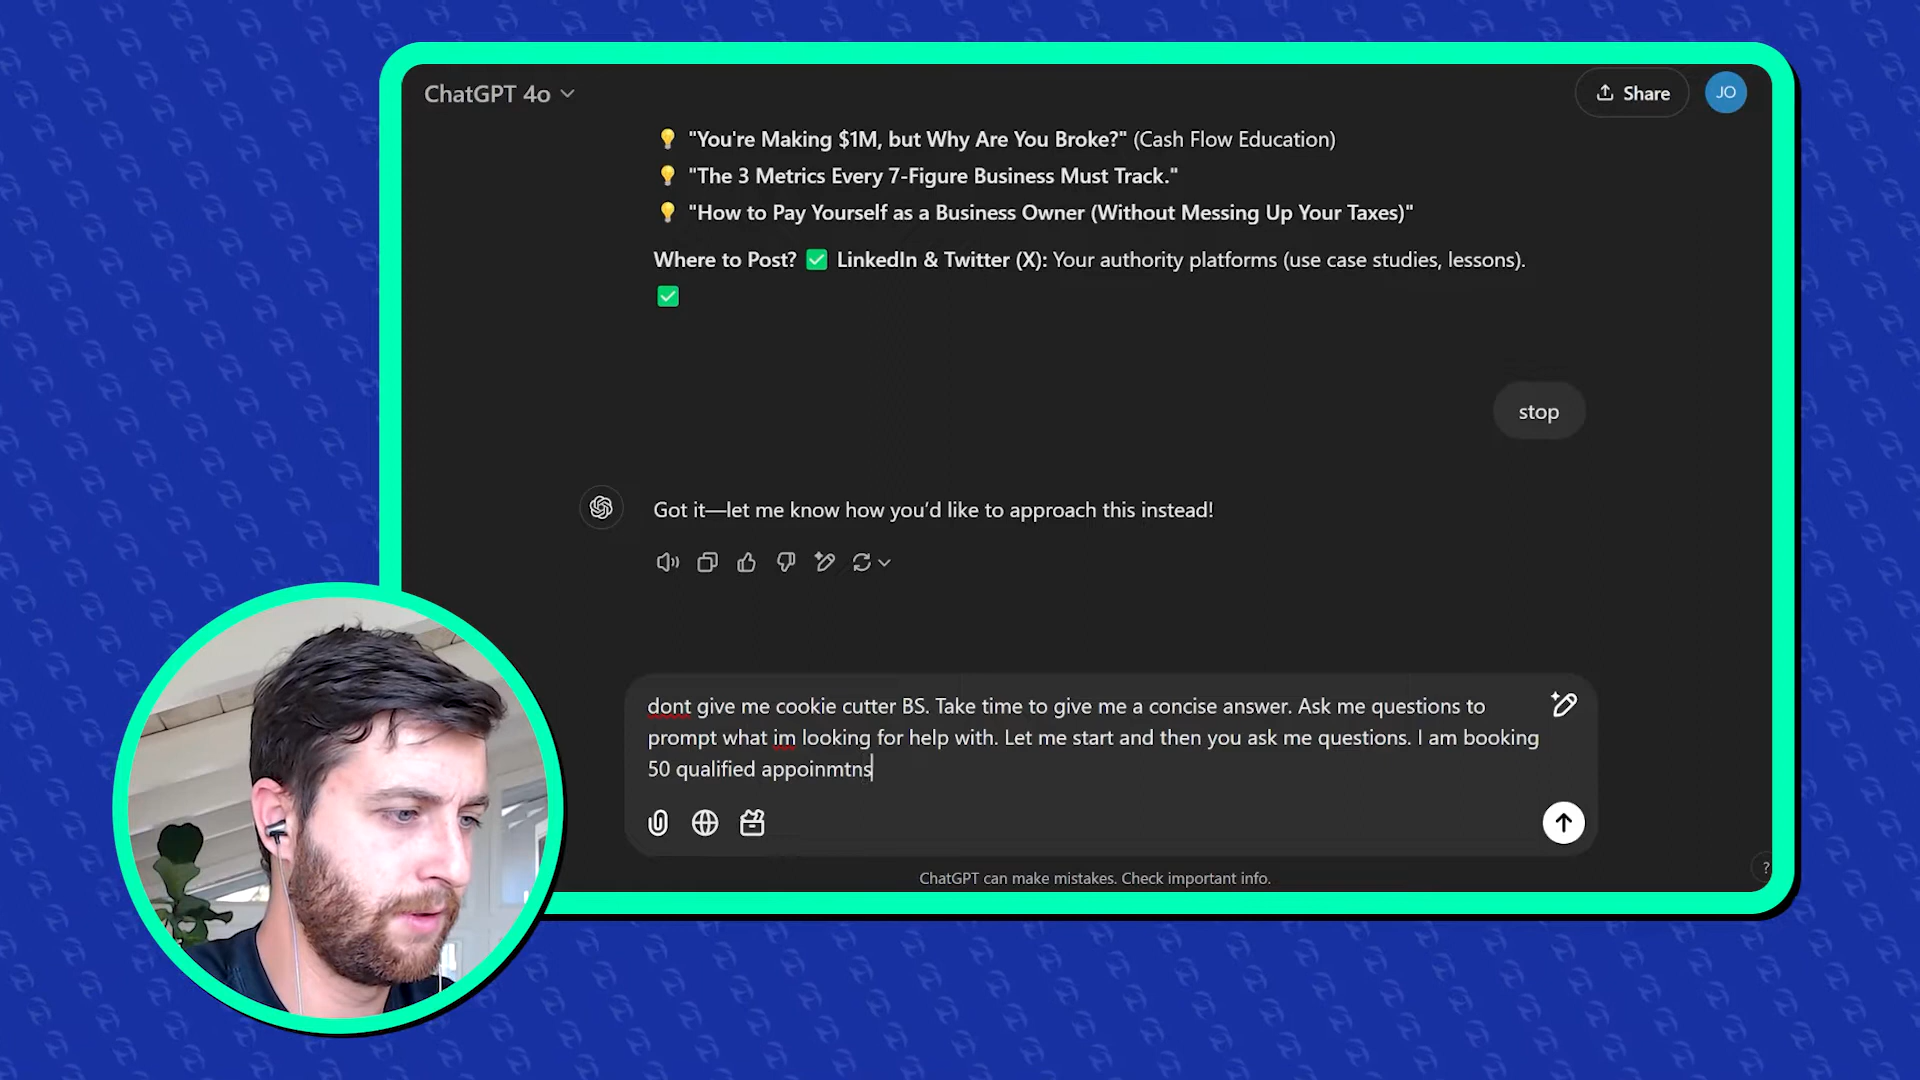 ChatGPT 4o
Share
JO
"You're Making $1M, but Why Are You Broke?" (Cash Flow Education)
"The 3 Metrics Every 7-Figure Business Must Track."
"How to Pay Yourself as a Business Owner (Without Messing Up Your Taxes)"
Where to Post? ✅ LinkedIn & Twitter (X): Your authority platforms (use case studies, lessons).
stop
Got it—let me know how you'd like to approach this instead!
dont give me cookie cutter BS. Take time to give me a concise answer. Ask me questions to
prompt what im looking for help with. Let me start and then you ask me questions. I am booking
50 qualified appoinmtns
ChatGPT can make mistakes. Check important info.
?